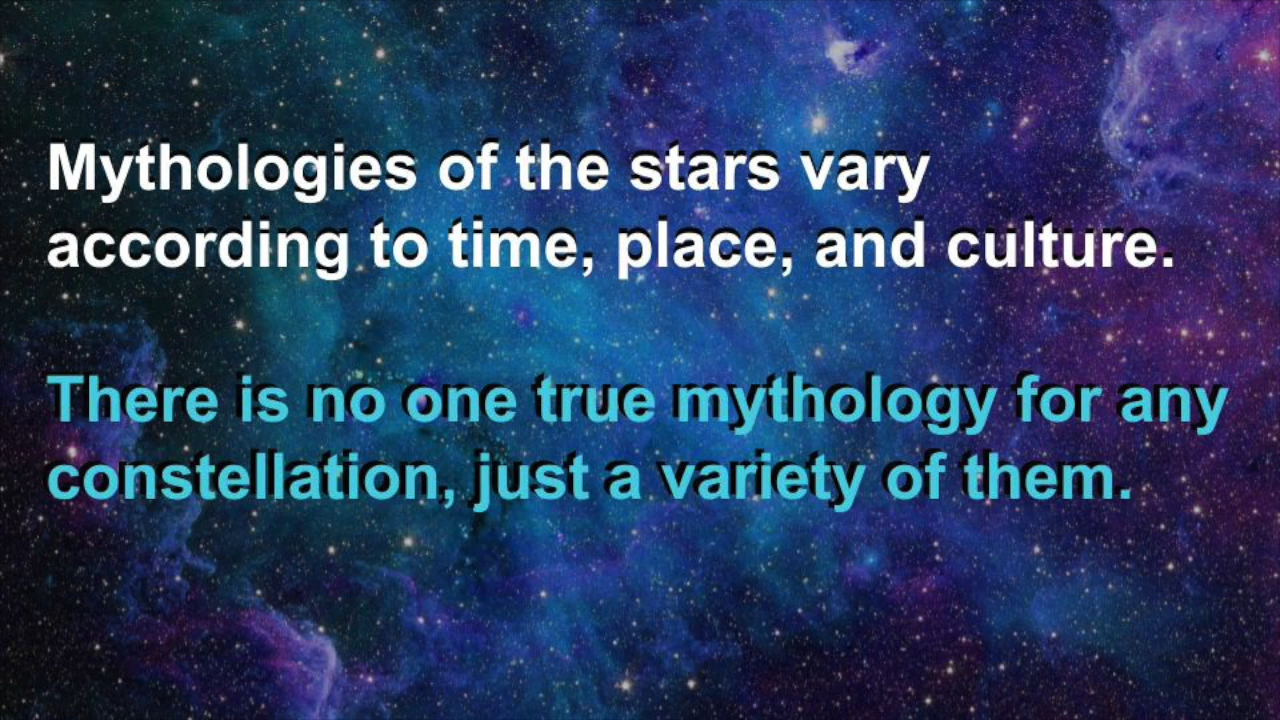 Mythologies of the stars vary
according to time, place, and culture.
There is no one true mythology for any
constellation, just a variety of them.